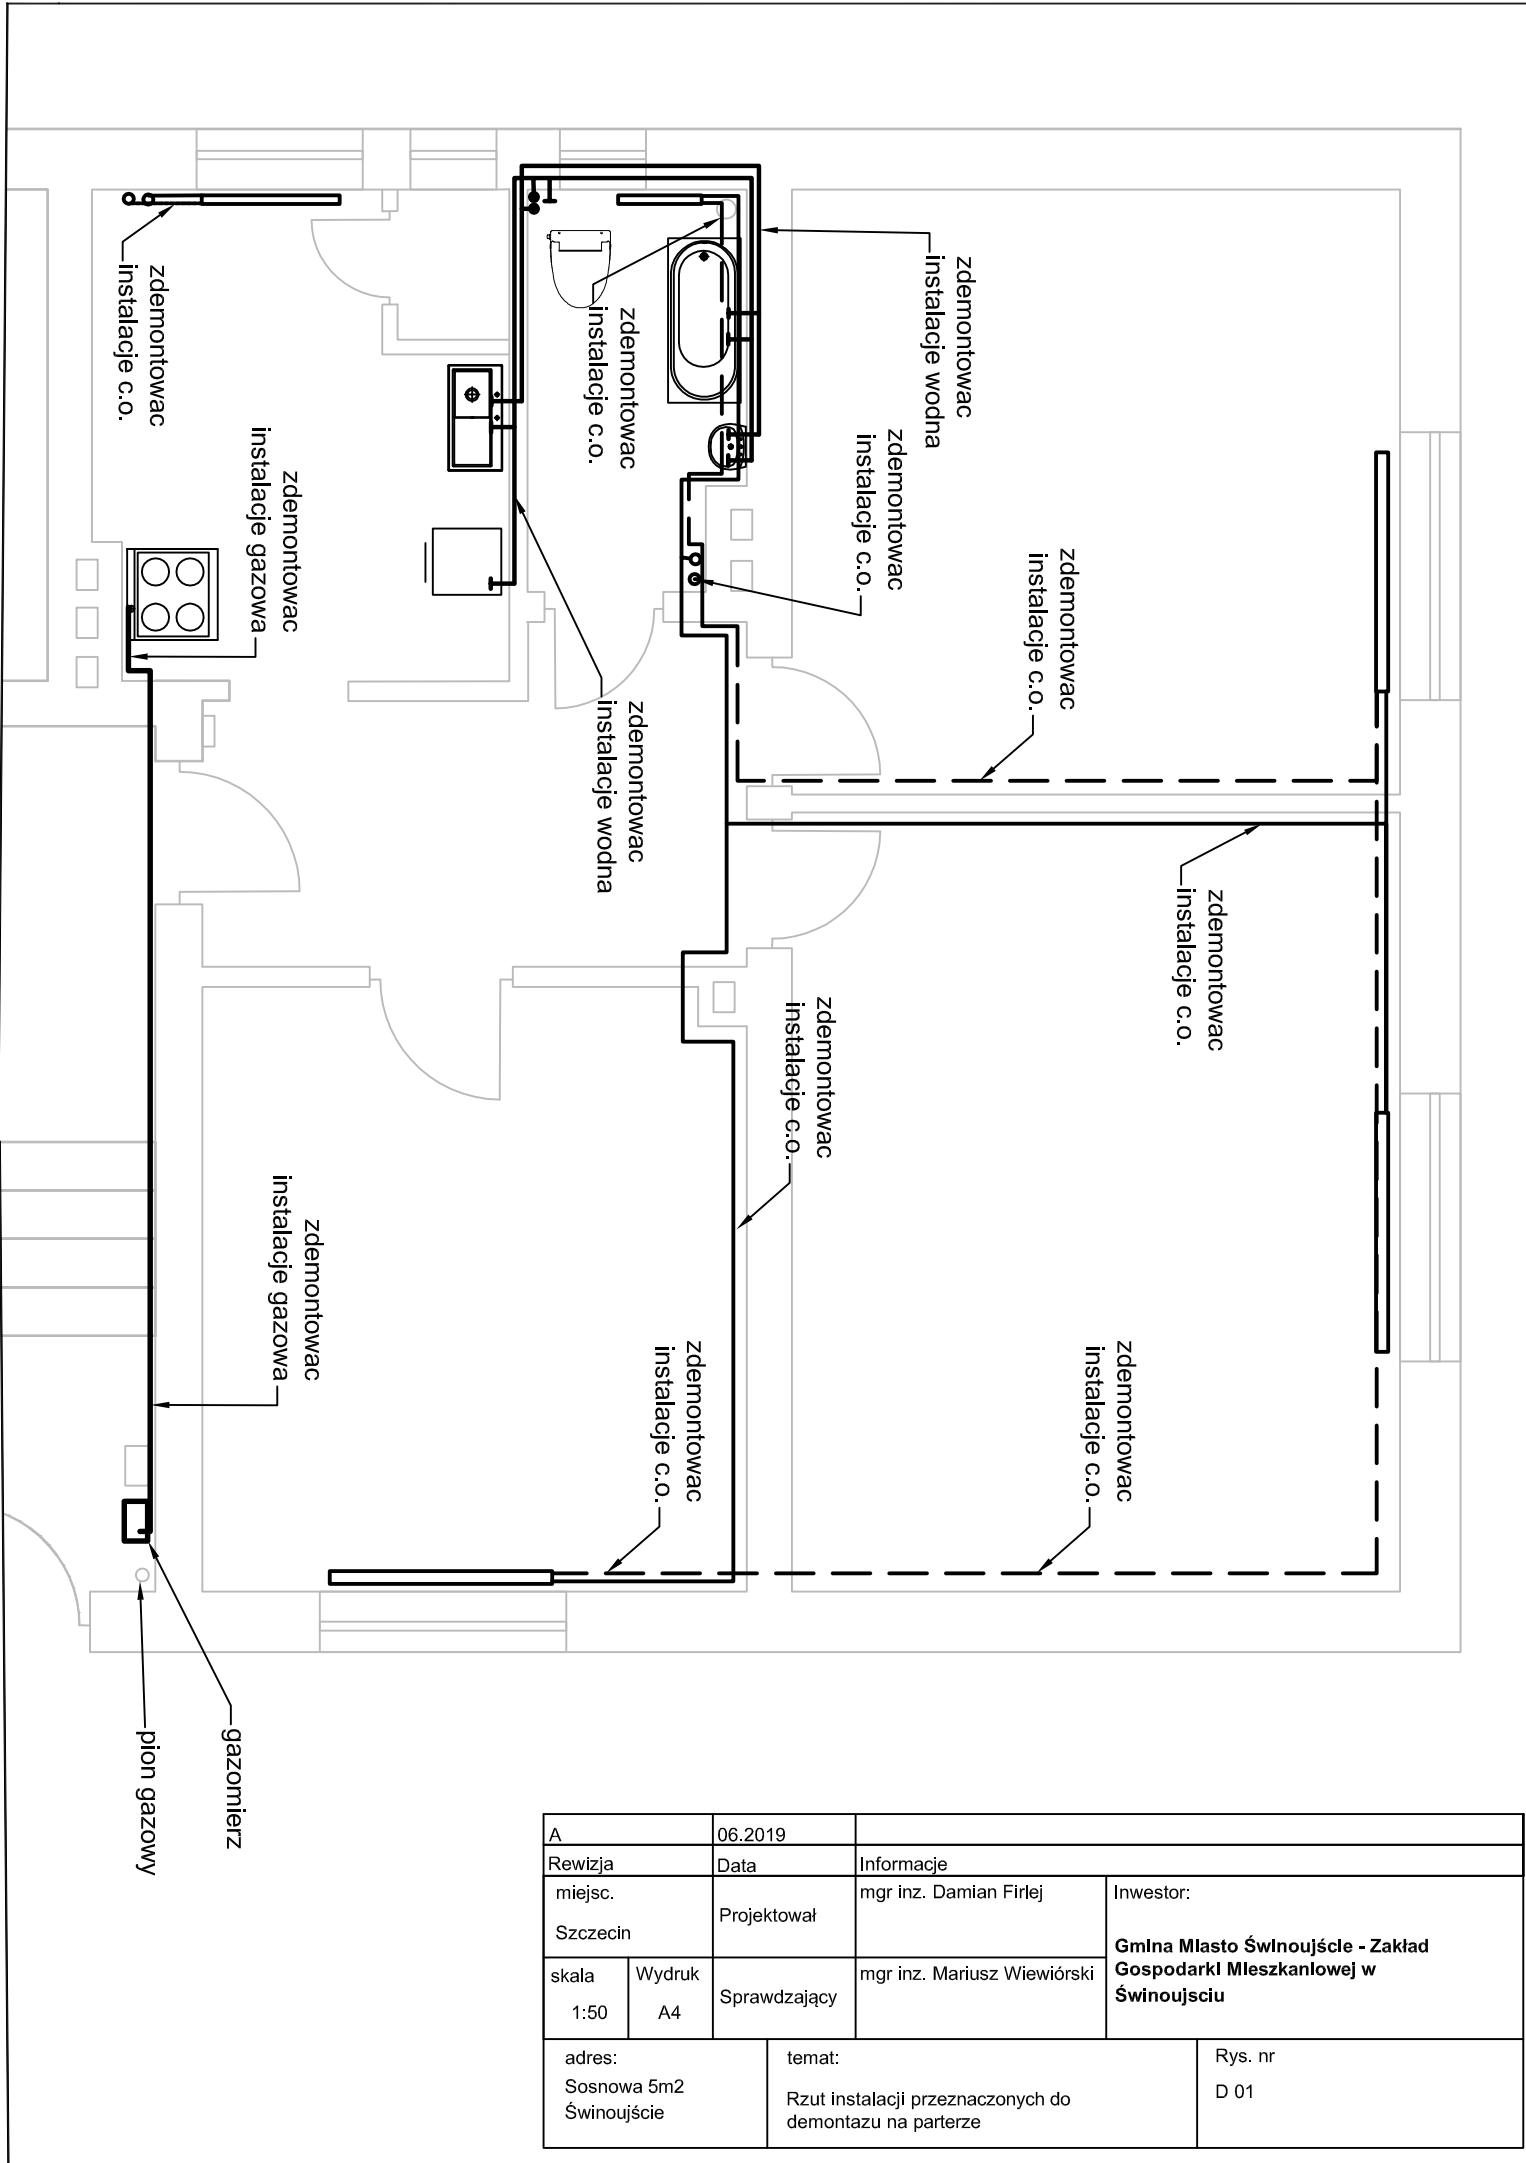 zdemontowac
instalacje c.o.
zdemontowac
instalacje c.o.
zdemontowac
instalacje wodna
zdemontowac
instalacje gazowa
zdemontowac
instalacje c.o.
zdemontowac
instalacje c.o.
zdemontowac
instalacje wodna
zdemontowac
instalacje c.o.
zdemontowac
instalacje c.o.
zdemontowac
instalacje gazowa
zdemontowac
instalacje c.o.
zdemontowac
instalacje c.o.
gazomierz
pion gazowy
A
06.2019
Rewizja
Data
Informacje
miejsc.
Szczecin
Projektował
mgr inz. Damian Firlej
Inwestor:
Gmina Miasto Świnoujście - Zakład
Gospodarki Mieszkaniowej w
Świnoujsciu
skala
1:50
Wydruk
A4
Sprawdzający
mgr inz. Mariusz Wiewiórski
adres:
Sosnowa 5m2
Świnoujście
temat:
Rzut instalacji przeznaczonych do
demontazu na parterze
Rys. nr
D 01